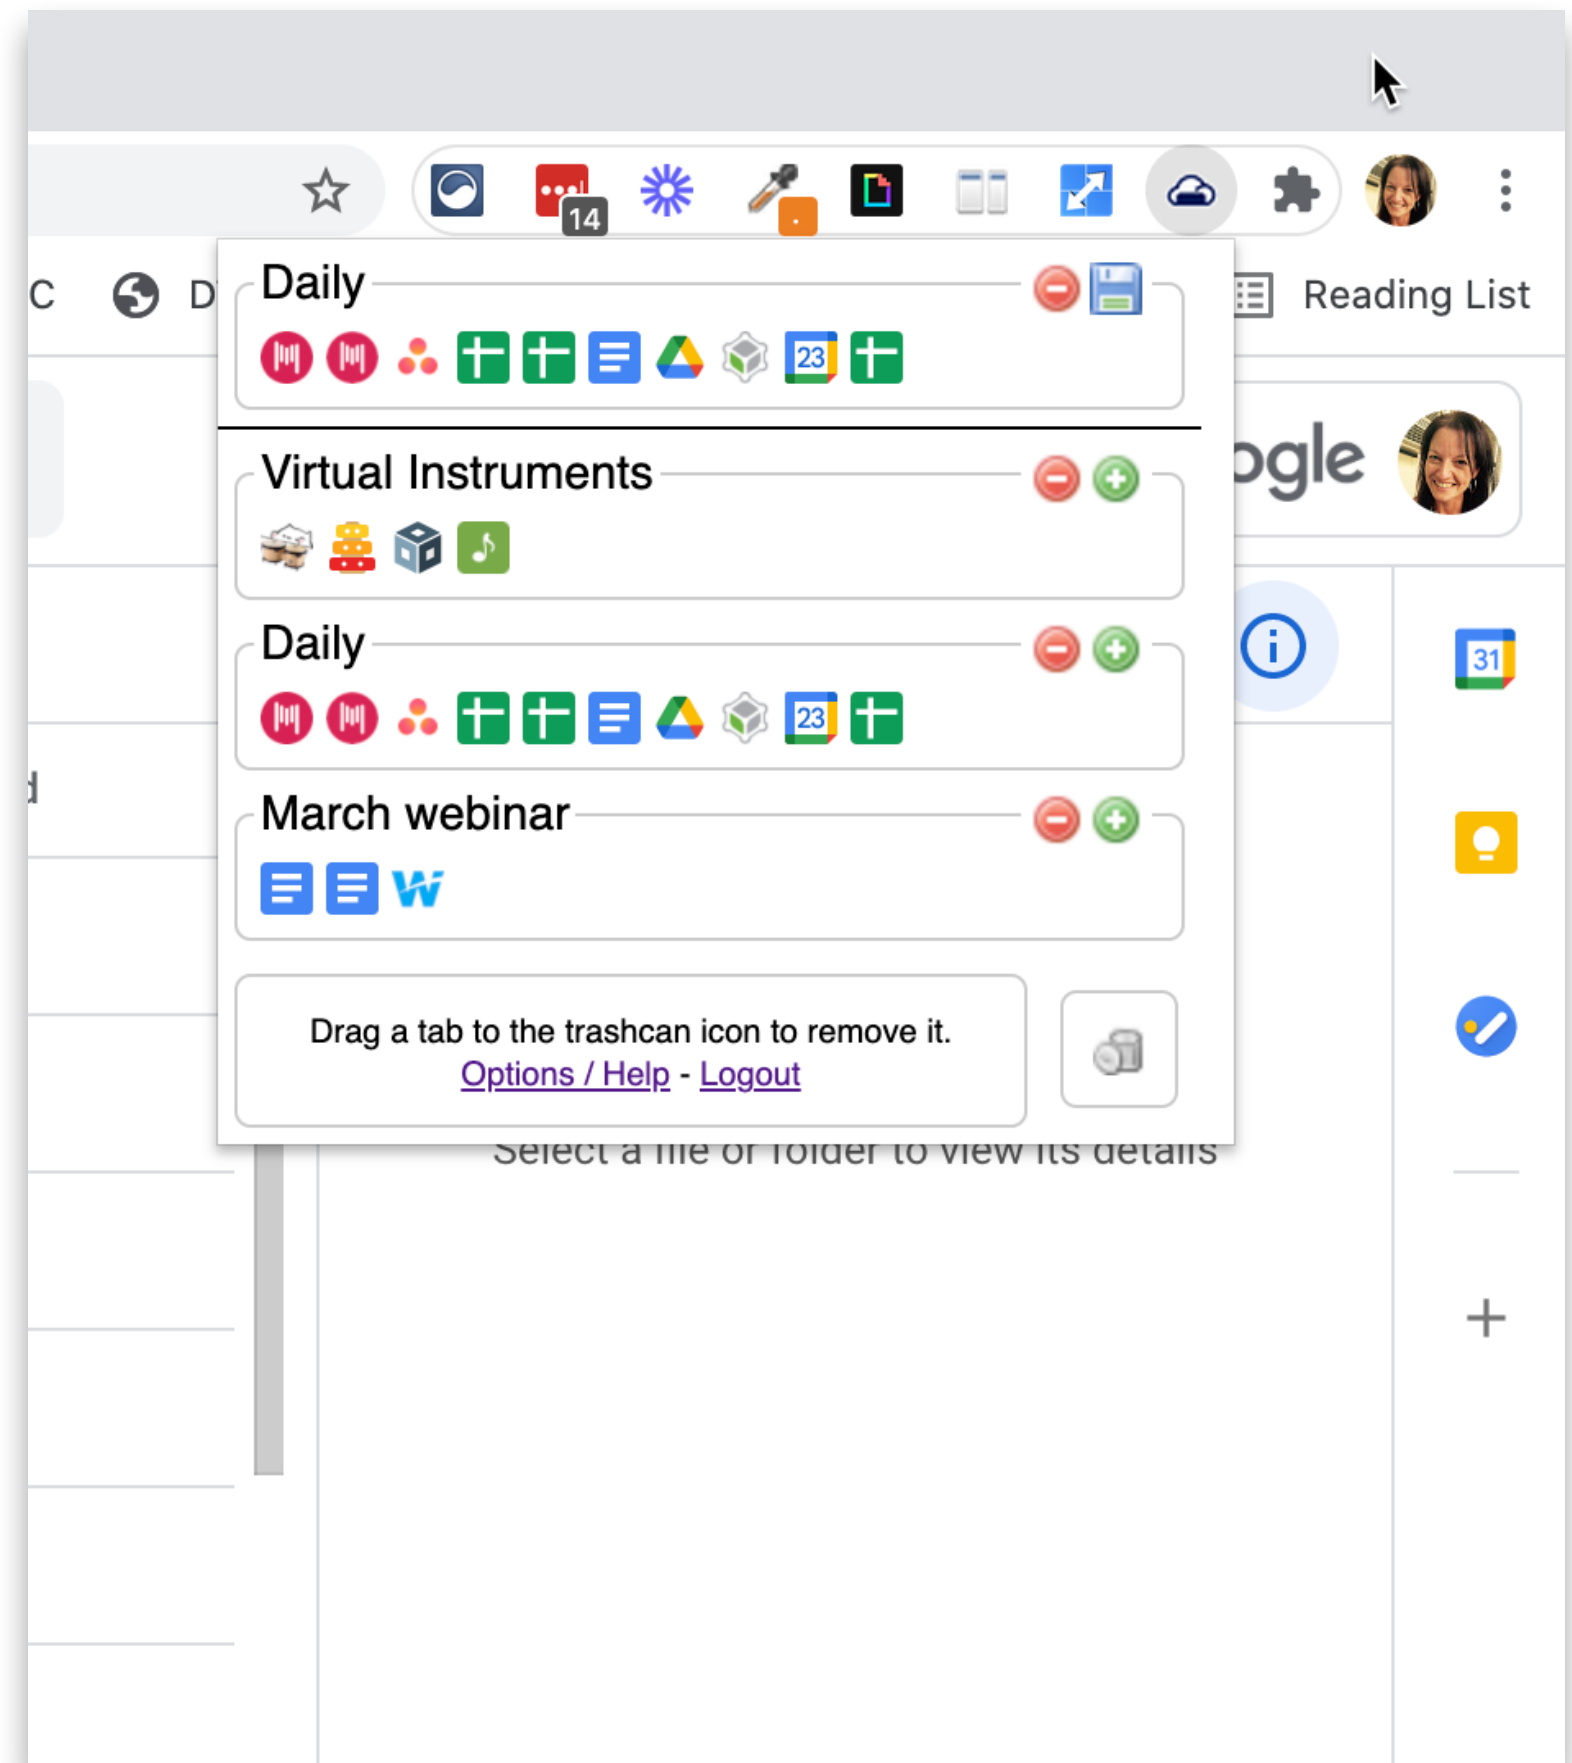 14
C
D
Reading List
Daily
23
ogle
Virtual Instruments
Daily
31
23
d
March webinar
W
Drag a tab to the trashcan icon to remove it.
Options / Help - Logout
Select a file or folder to view its details